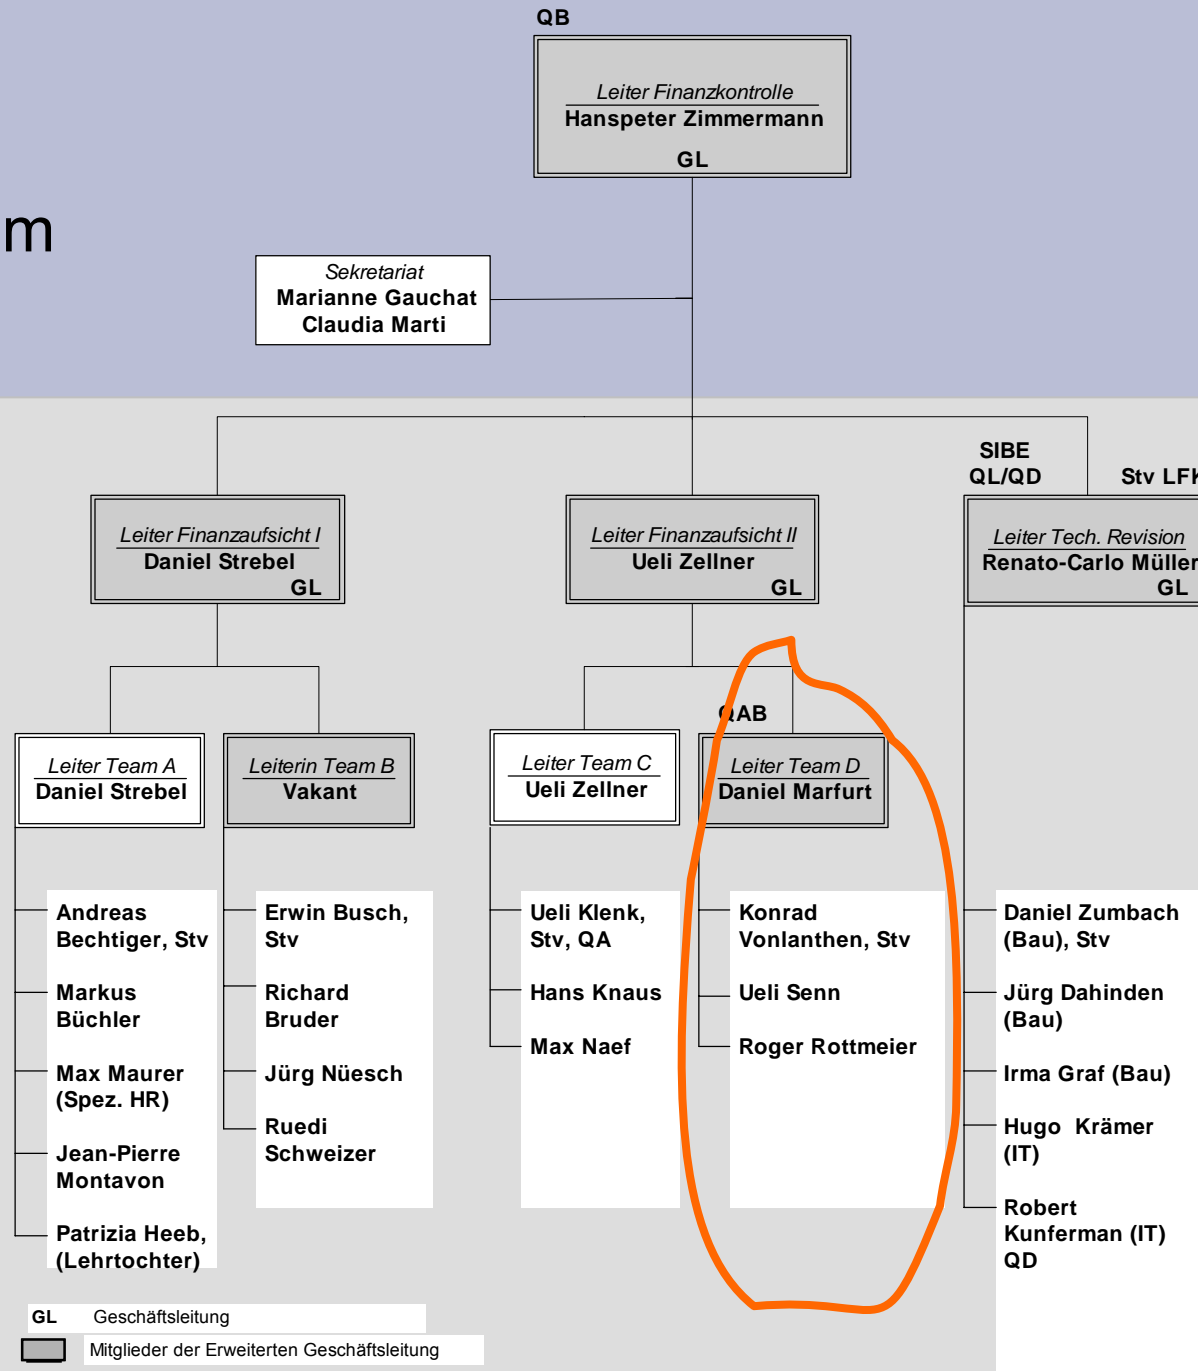 QB
Leiter Finanzkontrolle
Hanspeter Zimmermann
GL
m
Sekretariat
Marianne Gauchat
Claudia Marti
SIBE
QL/QD
Stv LFK
Leiter Finanzaufsicht I
Daniel Strebel
GL
Leiter Finanzaufsicht II
Ueli Zellner
GL
Leiter Tech. Revision
Renato-Carlo Müller
GL
Leiter Team A
Daniel Strebel
Leiterin Team B
Vakant
Leiter Team C
Ueli Zellner
QAB
Leiter Team D
Daniel Marfurt
Andreas
Bechtiger, Stv
Markus
Büchler
Max Maurer
(Spez. HR)
Jean-Pierre
Montavon
Patrizia Heeb,
(Lehrtochter)
Erwin Busch,
Stv
Richard
Bruder
Jürg Nüesch
Ruedi
Schweizer
Ueli Klenk,
Stv, QA
Hans Knaus
Max Naef
Konrad
Vonlanthen, Stv
Ueli Senn
Roger Rottmeier
Daniel Zumbach
(Bau), Stv
Jürg Dahinden
(Bau)
Irma Graf (Bau)
Hugo Krämer
(IT)
Robert
Kunferman (IT)
QD
GL Geschäftsleitung
Mitglieder der Erweiterten Geschäftsleitung